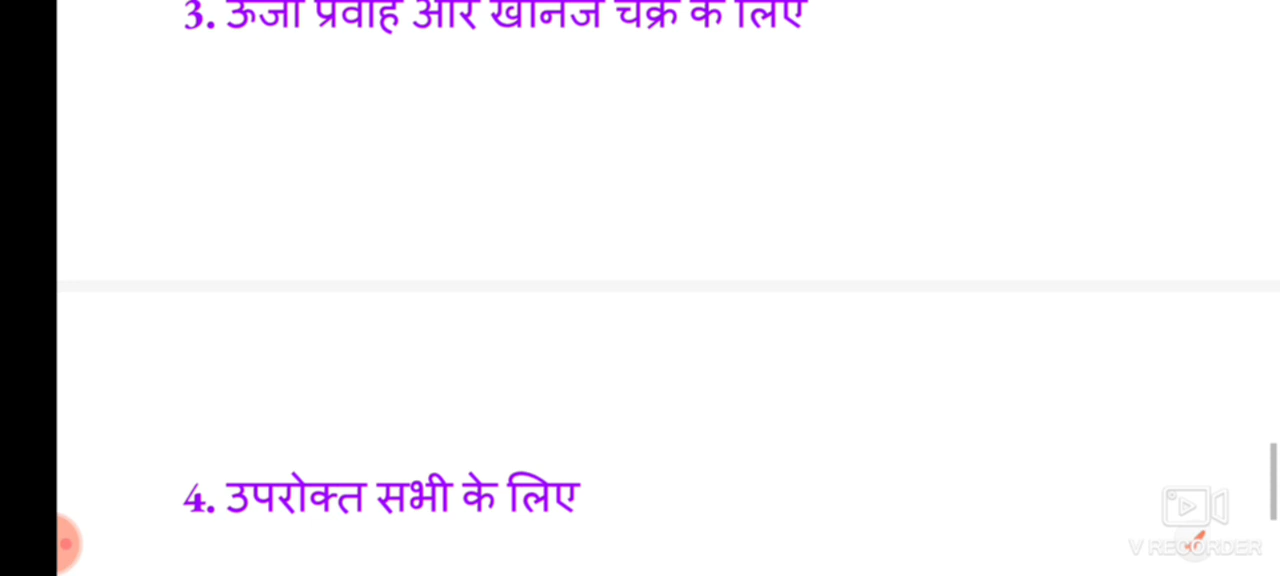 3. ऊर्जा प्रवाह और खनिज चक्र के लिए
4. उपरोक्त सभी के लिए
V RECORDER